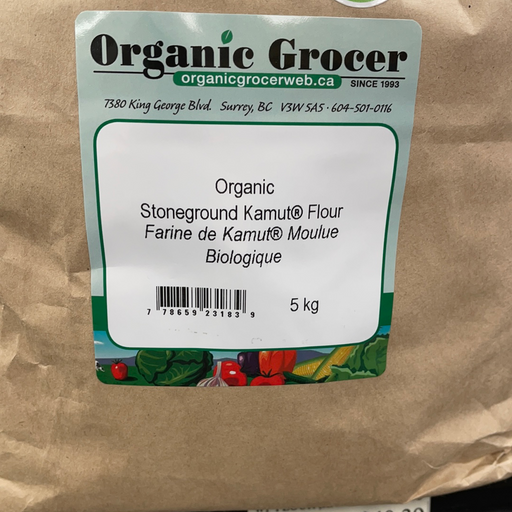 Organic Grocer
organicgrocerweb.ca
SINCE 1993
7380 King George Blvd. Surrey, BC V3W 5A5 · 604-501-0116
Organic
Stoneground Kamut® Flour
Farine de Kamut® Moulue
Biologique
7 78659 23183 9
5 kg